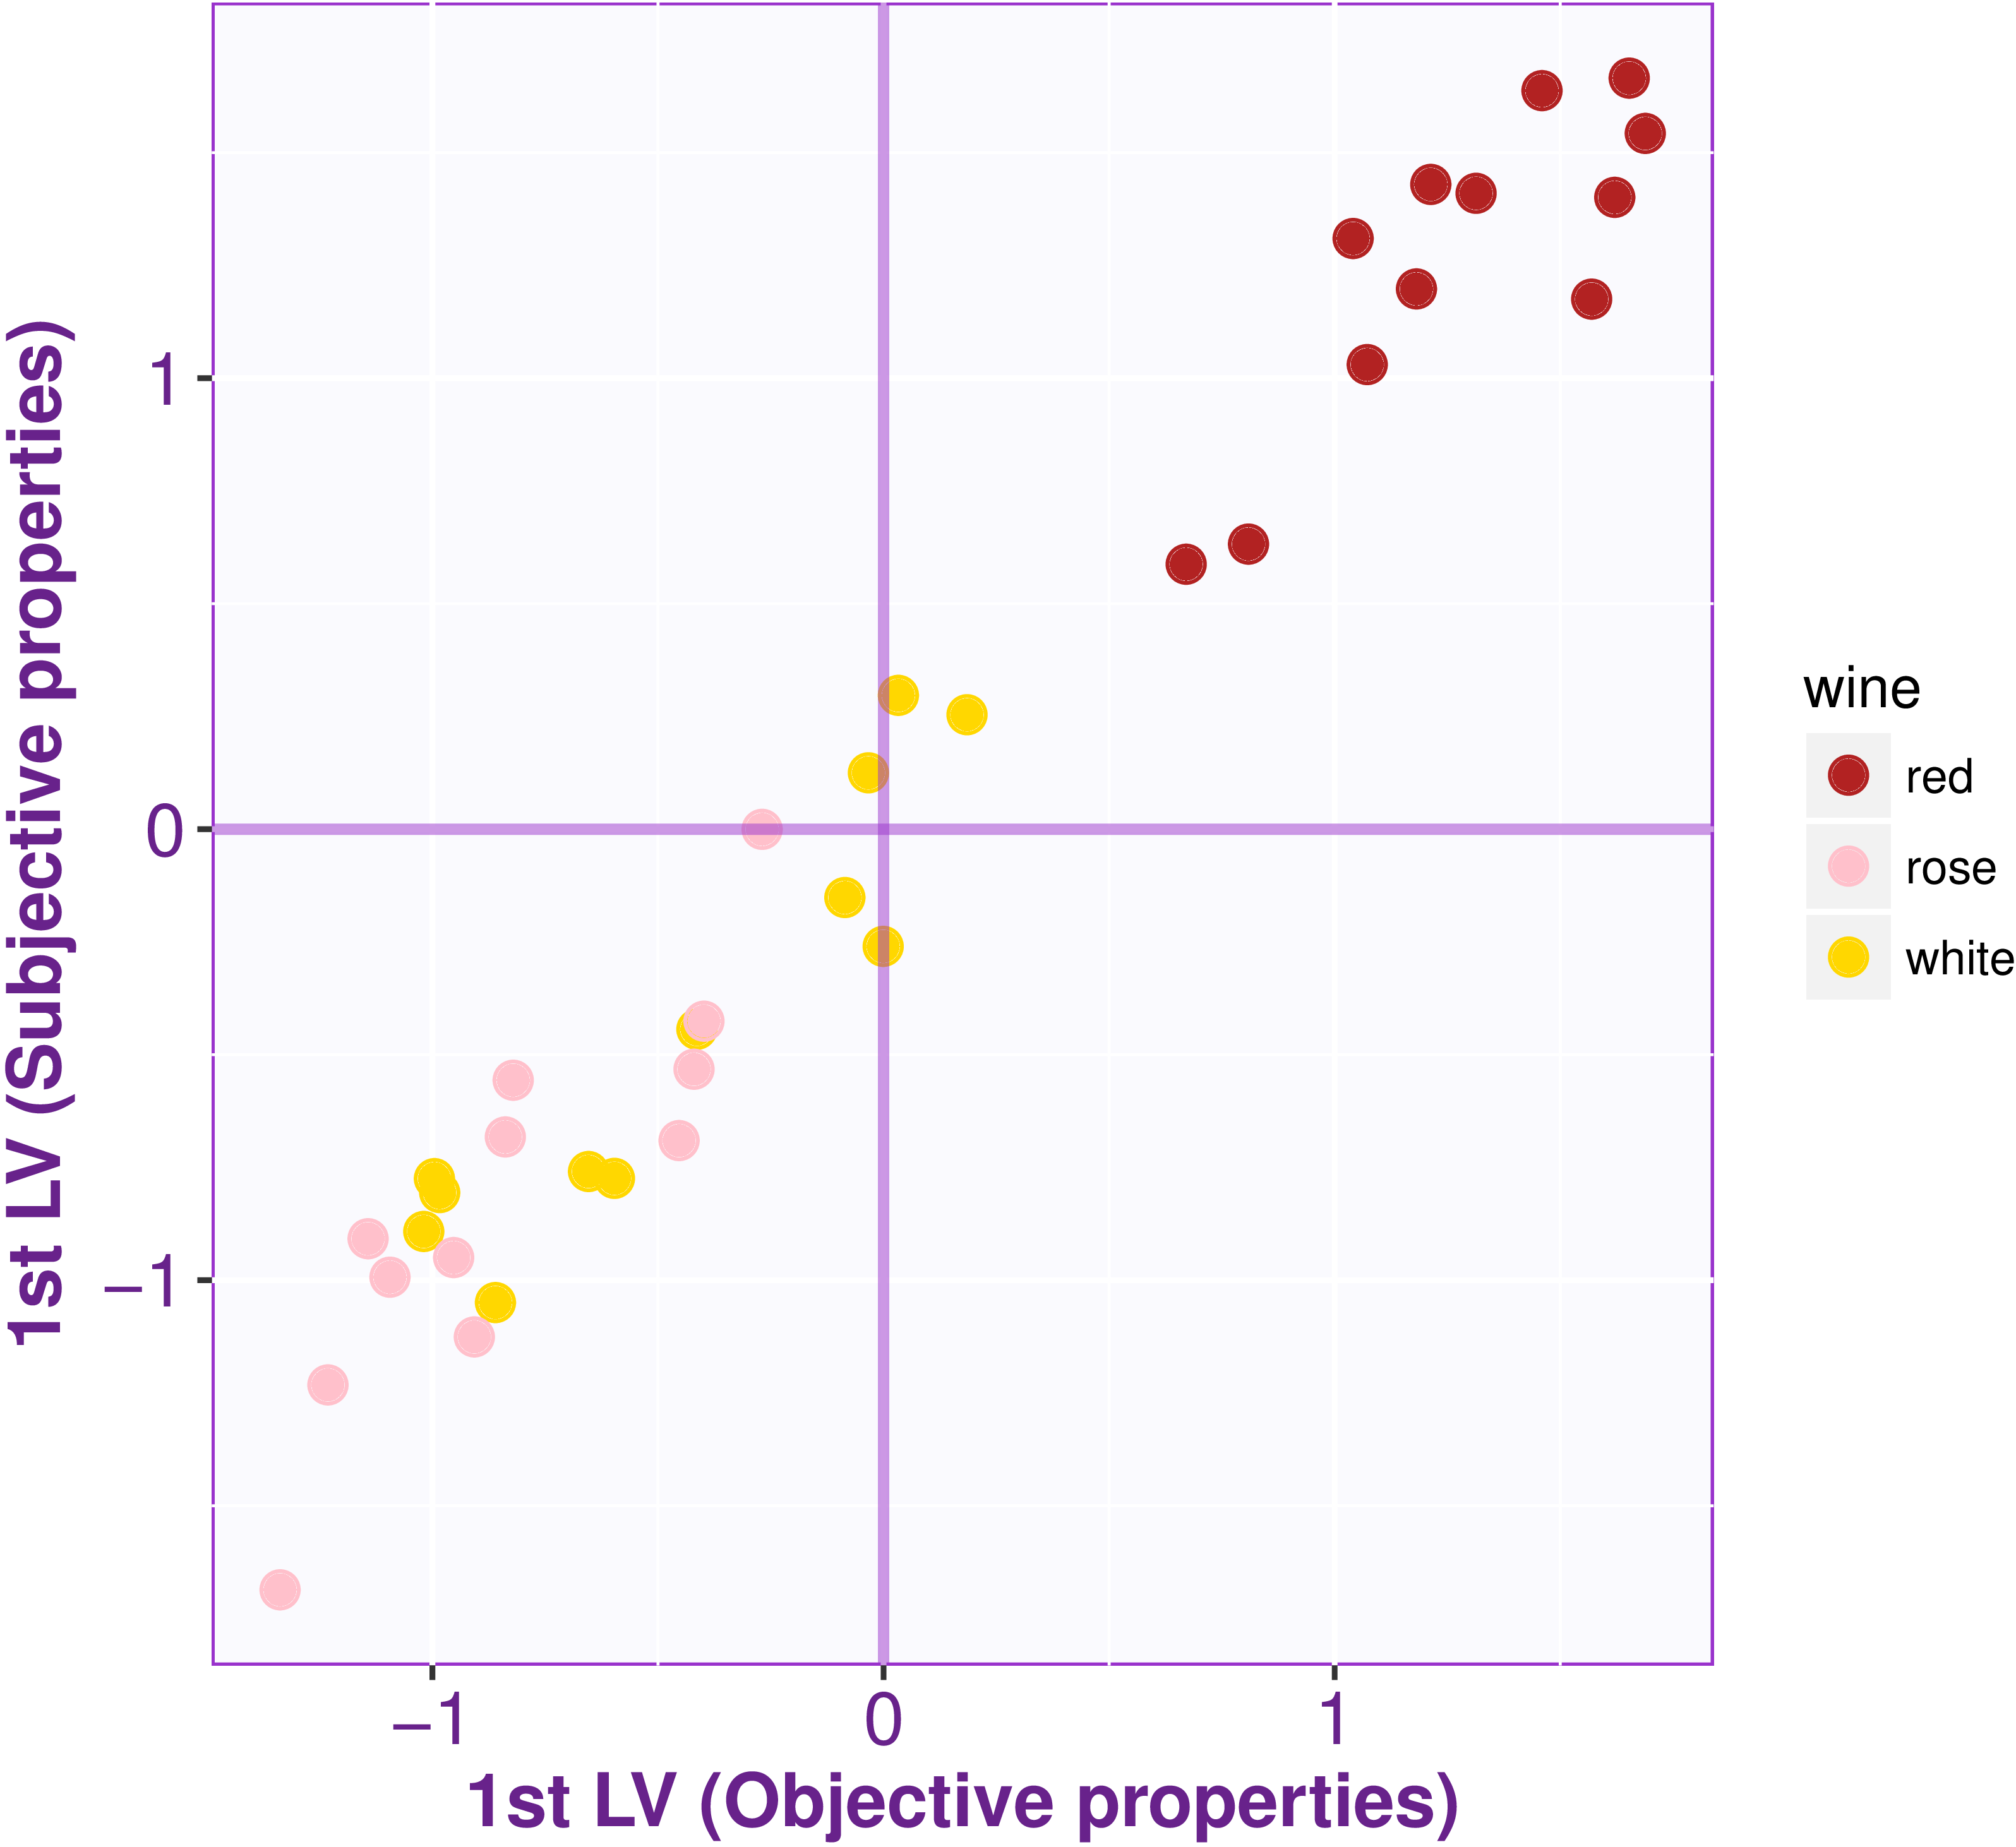 1st LV (Subjective properties)
1
0
−1
−1
0
1
1st LV (Objective properties)
wine
red
rose
white